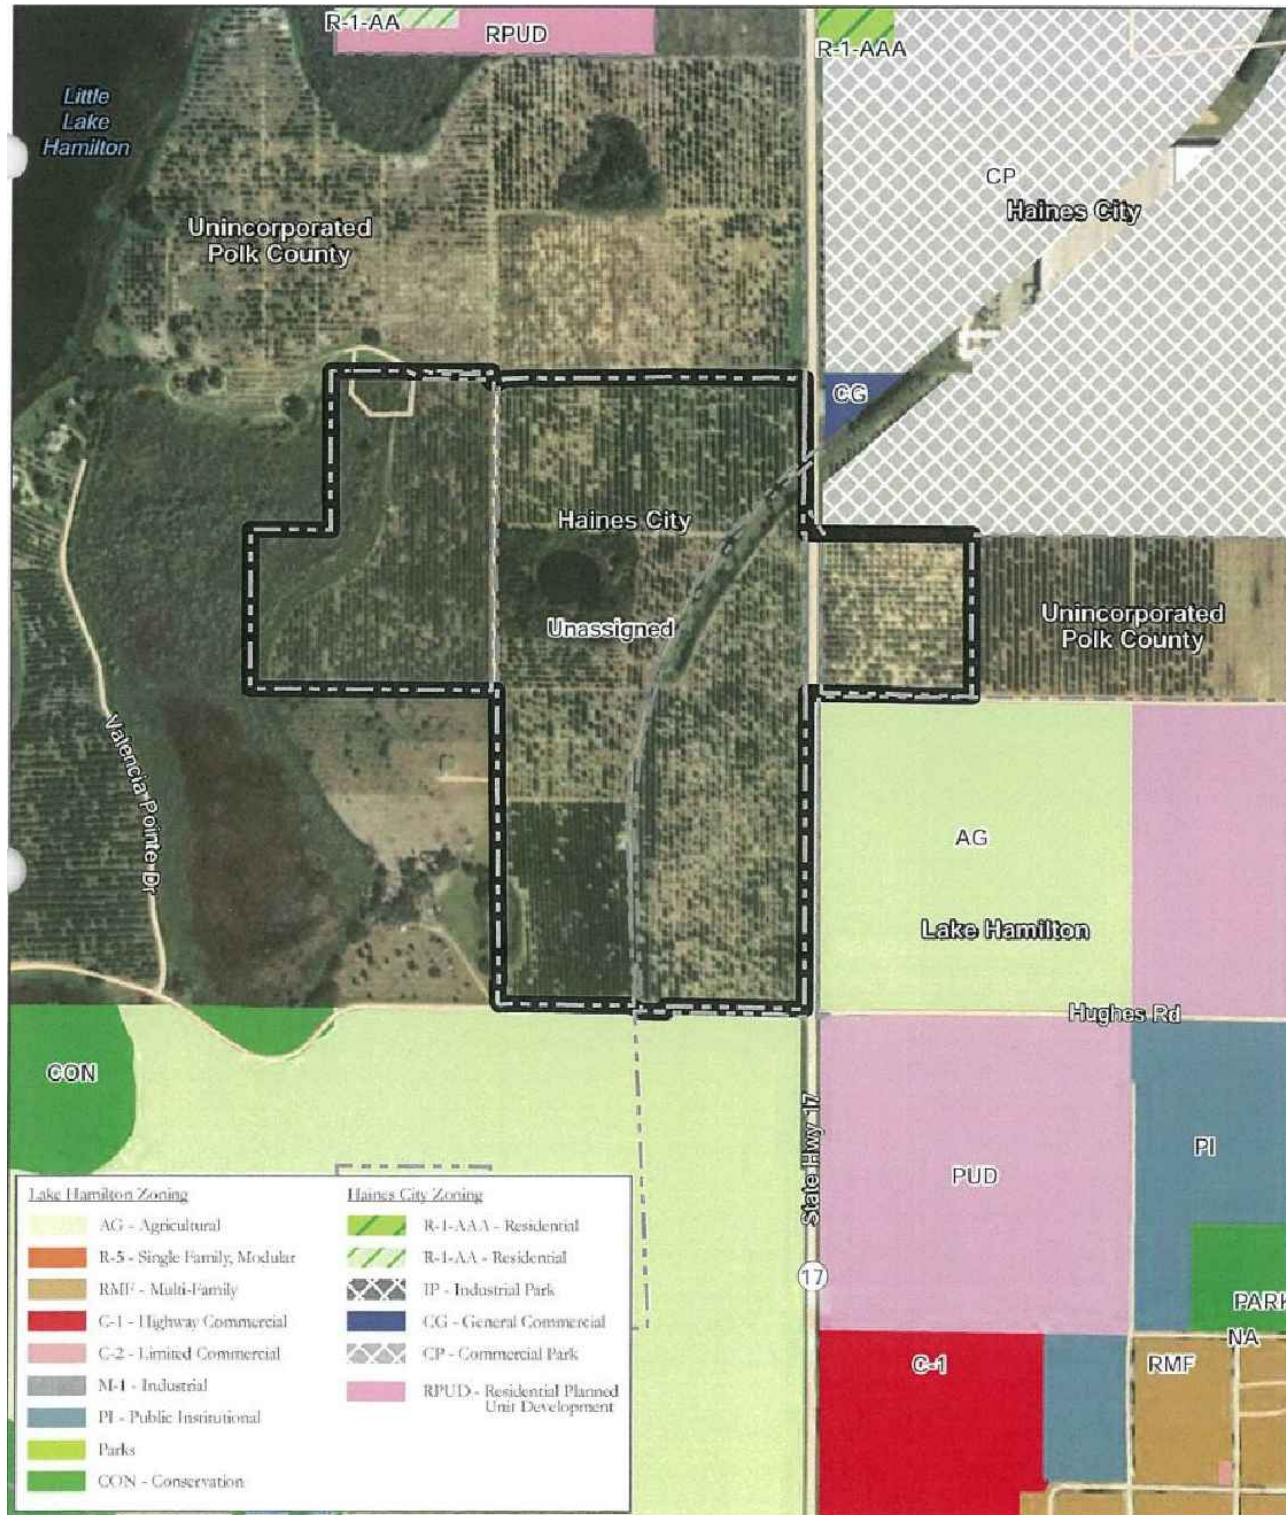 R-1-AA
RPUD
R-1-AAA
Little
Lake
Hamilton
CP
Haines City
Unincorporated
Polk County
CG
Haines City
Unassigned
Unincorporated
Polk County
Valencia Pointe Dr
AG
Lake Hamilton
Hughes Rd
CON
State Hwy 17
PI
PUD
17
PARK
NA
C-1
RMF
Lake Hamilton Zoning
AG - Agricultural
R-5 - Single Family, Modular
RMF - Multi-Family
C-1 - Highway Commercial
C-2 - Limited Commercial
M-1 - Industrial
PI - Public Institutional
Parks
CON - Conservation
Haines City Zoning
R-1-AAA - Residential
R-1-AA - Residential
IP - Industrial Park
CG - General Commercial
CP - Commercial Park
RPUD - Residential Planned
Unit Development